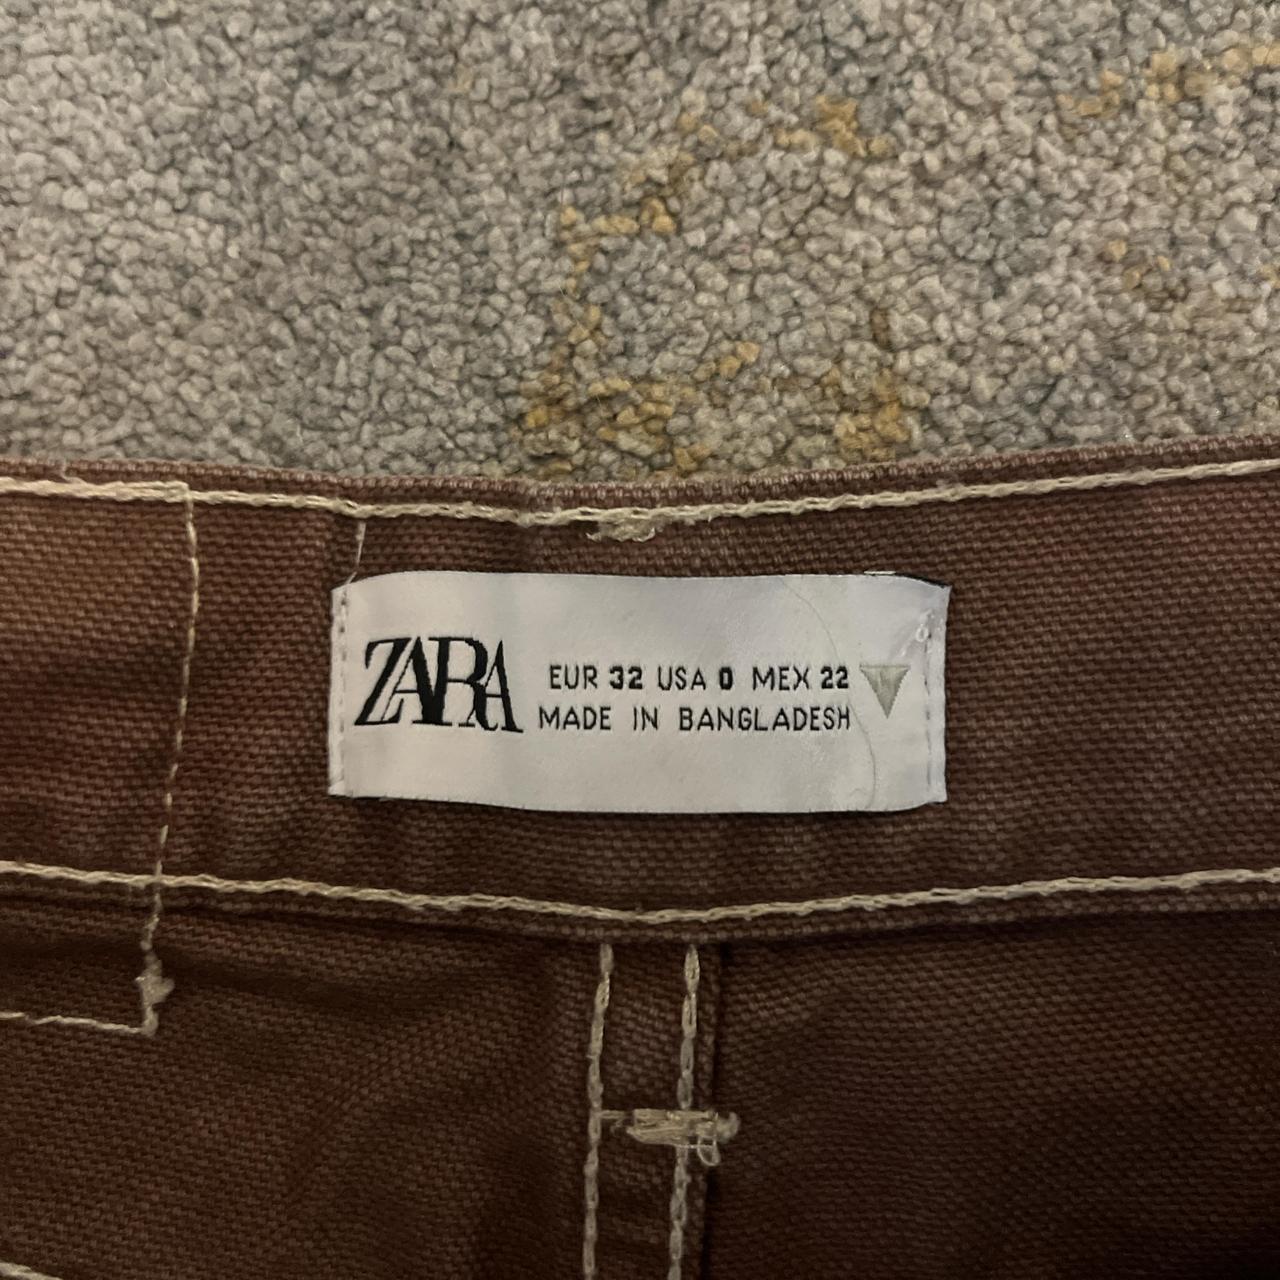 ZARA
EUR 32 USA 0 MEX 22
MADE IN BANGLADESH